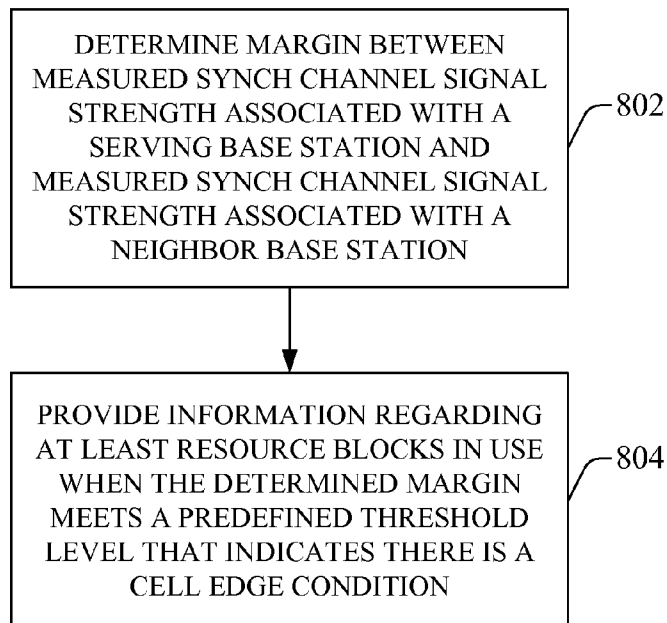 DETERMINE MARGIN BETWEEN
MEASURED SYNCH CHANNEL SIGNAL
STRENGTH ASSOCIATED WITH A
SERVING BASE STATION AND
MEASURED SYNCH CHANNEL SIGNAL
STRENGTH ASSOCIATED WITH A
NEIGHBOR BASE STATION
802
PROVIDE INFORMATION REGARDING
AT LEAST RESOURCE BLOCKS IN USE
WHEN THE DETERMINED MARGIN
MEETS A PREDEFINED THRESHOLD
LEVEL THAT INDICATES THERE IS A
CELL EDGE CONDITION
804